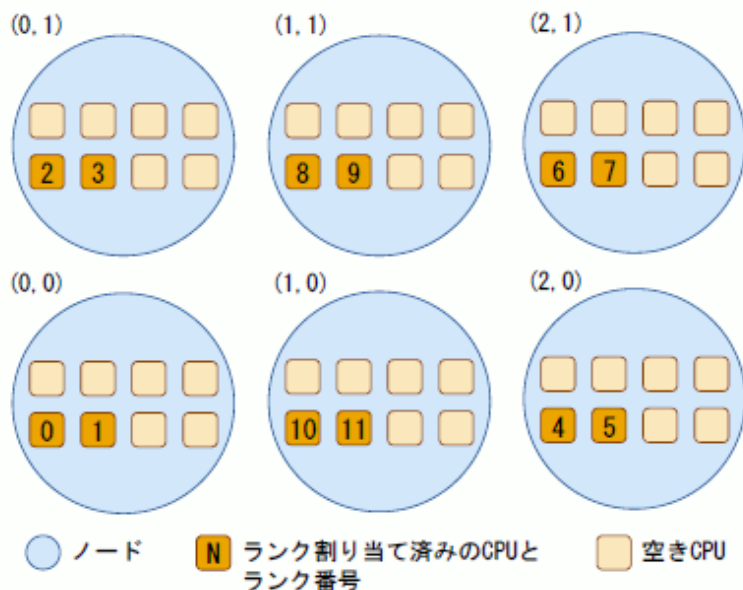 (0,1)
(1,1)
(2,1)
2 3
8 9
6 7
(0,0)
(1,0)
(2,0)
0 1
10 11
4 5
ノード
N
ランク割り当て済みのCPUと
ランク番号
空きCPU